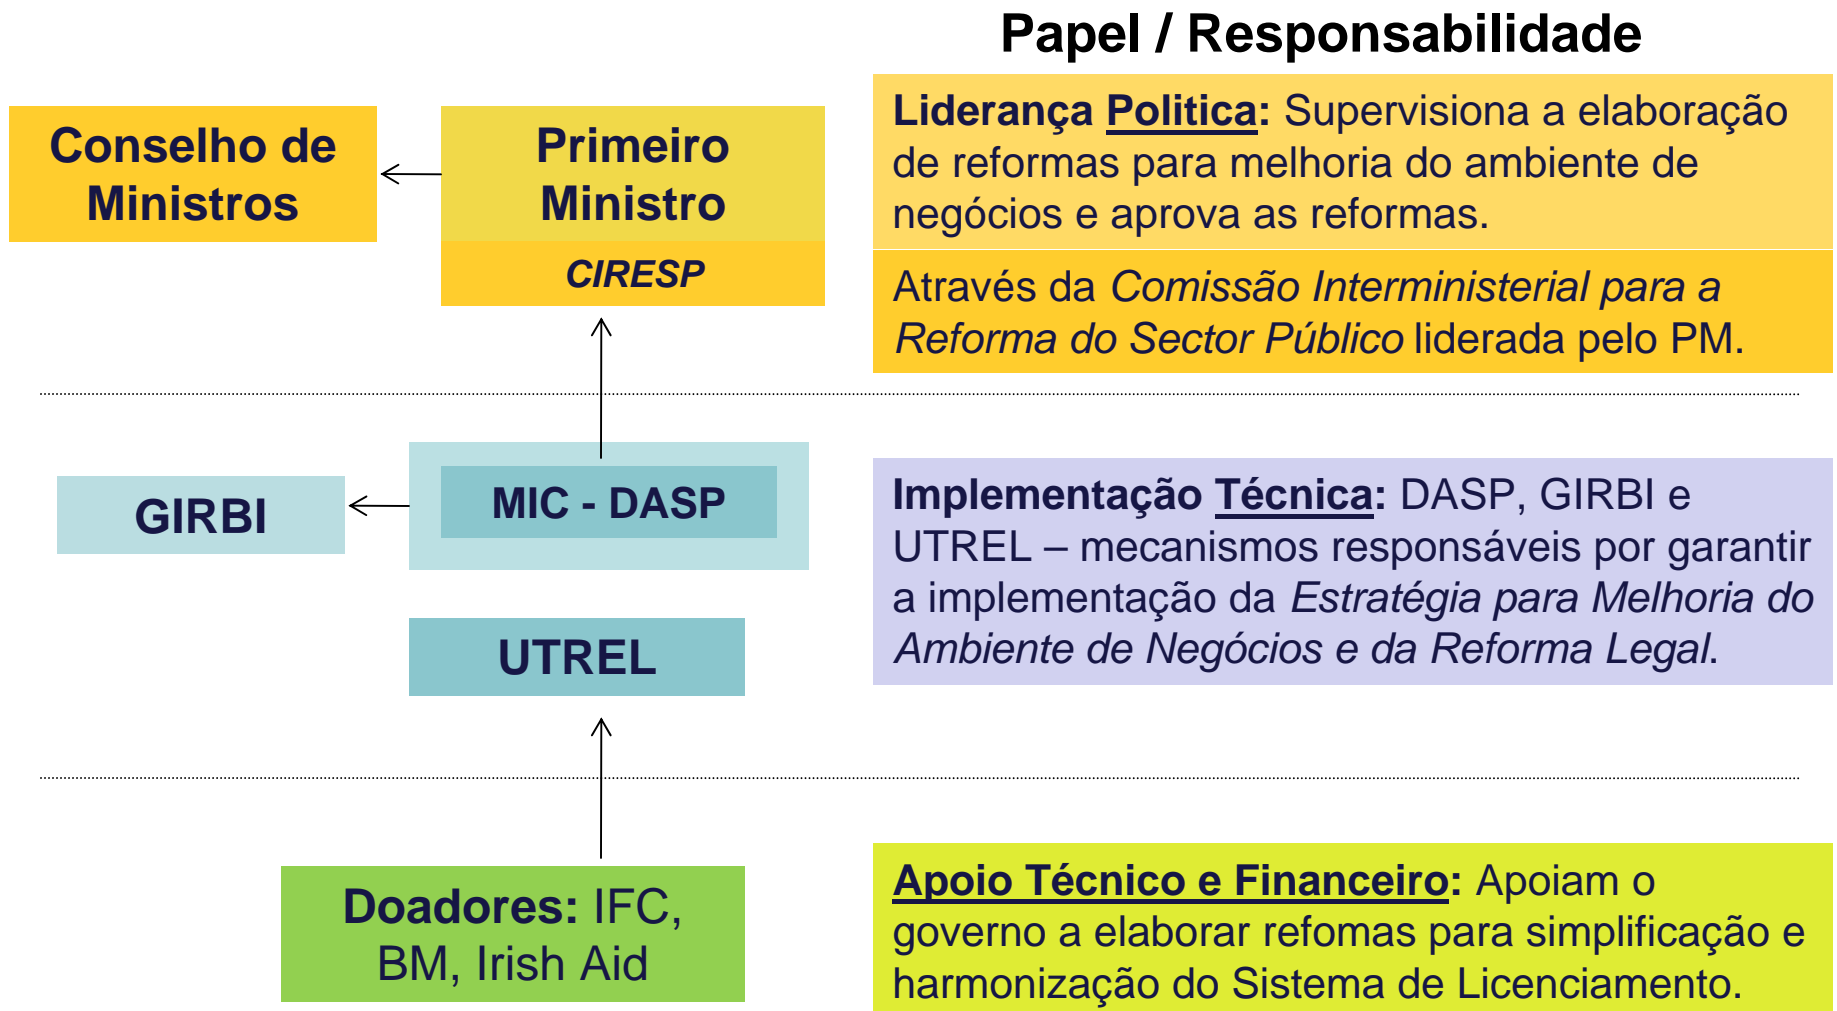 Papel / Responsabilidade
Conselho de
Ministros
Primeiro
Ministro
CIRESP
Liderança Politica: Supervisiona a elaboração
de reformas para melhoria do ambiente de
negócios e aprova as reformas.
Através da Comissão Interministerial para a
Reforma do Sector Público liderada pelo PM.
GIRBI
MIC - DASP
UTREL
Implementação Técnica: DASP, GIRBI e
UTREL – mecanismos responsáveis por garantir
a implementação da Estratégia para Melhoria do
Ambiente de Negócios e da Reforma Legal.
Doadores: IFC,
BM, Irish Aid
Apoio Técnico e Financeiro: Apoiam o
governo a elaborar refomas para simplificação e
harmonização do Sistema de Licenciamento.